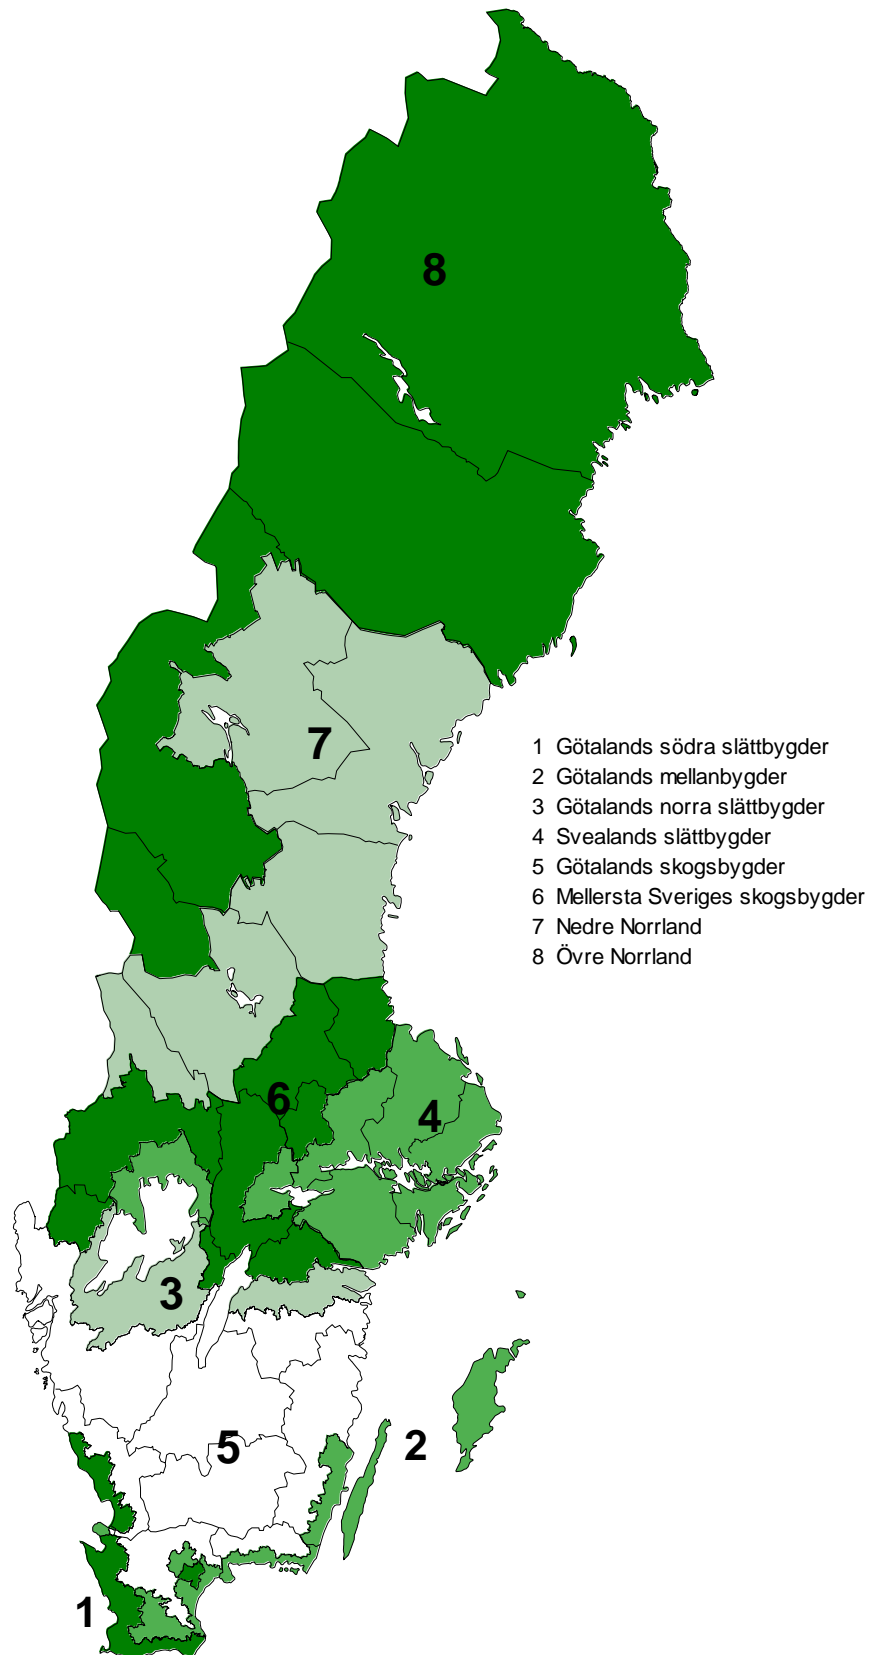 8
7
1 Götalands södra slättbygder
2 Götalands mellanbygder
3 Götalands norra slättbygder
4 Svealands slättbygder
5 Götalands skogsbygder
6 Mellersta Sveriges skogsbygder
7 Nedre Norrland
8 Övre Norrland
6
4
3
5
2
1